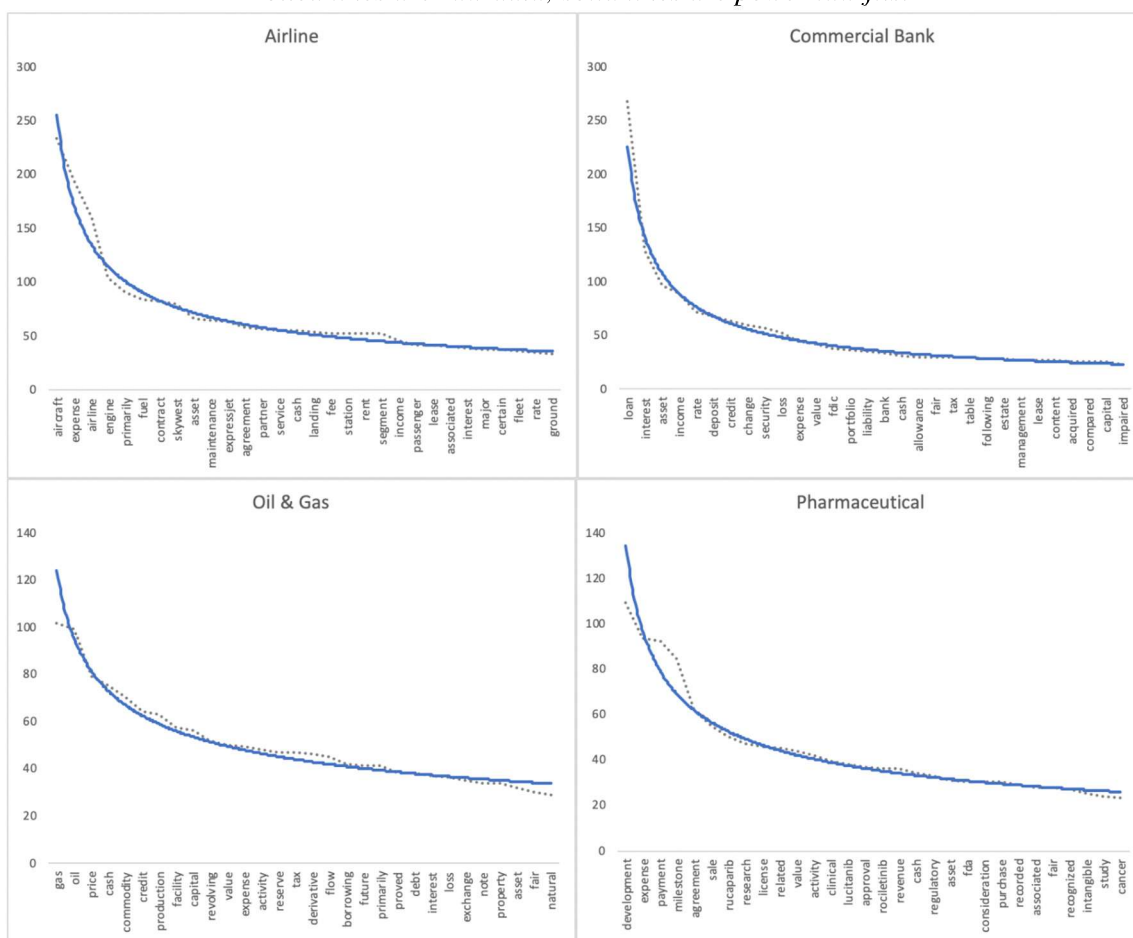 Airline
300
250
200
150
100
50
0
aircraft
expense
airline
engine
primarily
fuel
contract
skywest
asset
maintenance
expressjet
agreement
partner
service
cash
landing
fee
station
rent
segment
income
passenger
lease
associated
interest
major
certain
fleet
rate
ground
Commercial Bank
300
250
200
150
100
50
0
loan
interest
asset
income
rate
deposit
credit
change
security
loss
expense
value
fdic
portfolio
liability
bank
cash
allowance
fair
tax
table
following
estate
management
lease
content
acquired
compared
capital
impaired
Oil & Gas
140
120
100
80
60
40
20
0
gas
oil
price
cash
commodity
credit
production
facility
capital
revolving
value
expense
activity
reserve
tax
derivative
flow
borrowing
future
primarily
proved
debt
interest
loss
exchange
note
property
asset
fair
natural
Pharmaceutical
140
120
100
80
60
40
20
0
development
expense
payment
milestone
agreement
sale
rucaparib
research
license
related
value
activity
clinical
lucitanib
approval
rociletinib
revenue
cash
regulatory
asset
fda
consideration
purchase
recorded
associated
fair
recognized
intangible
study
cancer